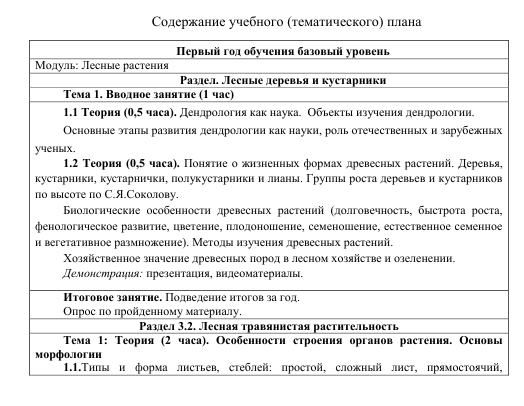 Содержание учебного (тематического) плана
Первый год обучения базовый уровень
Модуль: Лесные растения
Раздел. Лесные деревья и кустарники
Тема 1. Вводное занятие (1 час)
1.1 Теория (0,5 часа). Дендрология как наука. Объекты изучения дендрологии.
Основные этапы развития дендрологии как науки, роль отечественных и зарубежных
ученых.
1.2 Теория (0,5 часа). Понятие о жизненных формах древесных растений. Деревья,
кустарники, кустарнички, полукустарники и лианы. Группы роста деревьев и кустарников
по высоте по С.Я.Соколову.
Биологические особенности древесных растений (долговечность, быстрота роста,
фенологическое развитие, цветение, плодоношение, семеношение, естественное семенное
и вегетативное размножение). Методы изучения древесных растений.
Хозяйственное значение древесных пород в лесном хозяйстве и озеленении.
Демонстрация: презентация, видеоматериалы.
Итоговое занятие. Подведение итогов за год.
Опрос по пройденному материалу.
Раздел 3.2. Лесная травянистая растительность
Тема 1: Теория (2 часа). Особенности строения органов растения. Основы
морфологии
1.1.Типы и форма листьев, стеблей: простой, сложный лист, прямостоячий,